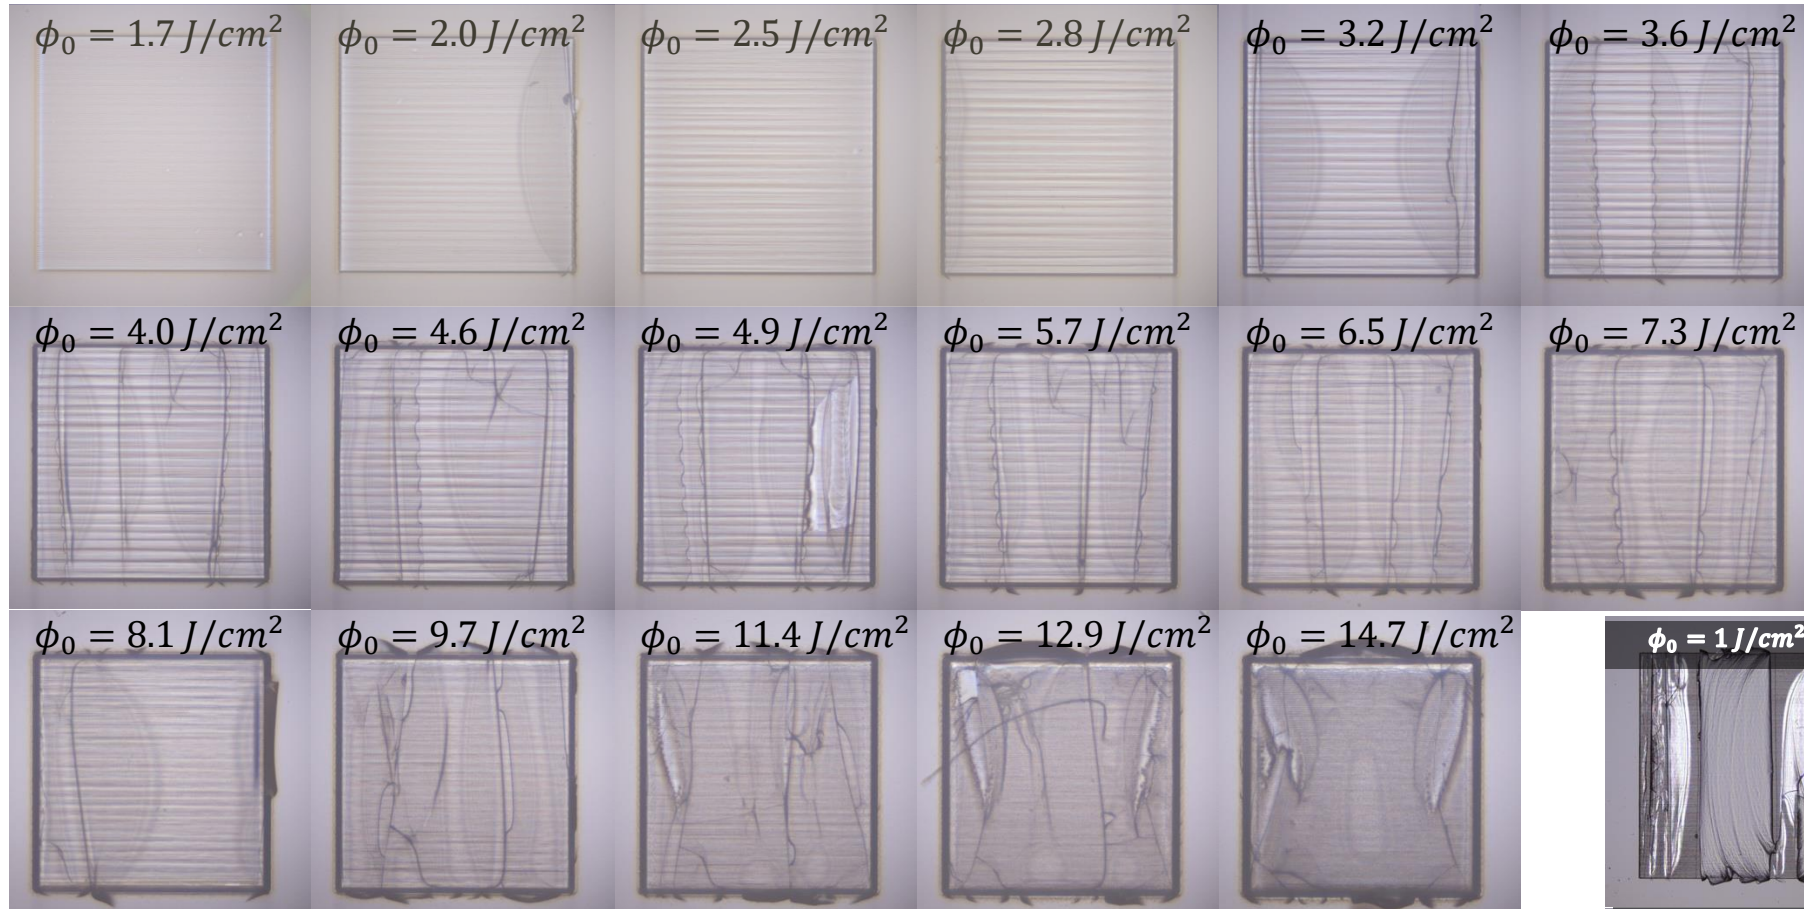 ϕ₀ = 1.7 J/cm²
ϕ₀ = 2.0 J/cm²
ϕ₀ = 2.5 J/cm²
ϕ₀ = 2.8 J/cm²
ϕ₀ = 3.2 J/cm²
ϕ₀ = 3.6 J/cm²
ϕ₀ = 4.0 J/cm²
ϕ₀ = 4.6 J/cm²
ϕ₀ = 4.9 J/cm²
ϕ₀ = 5.7 J/cm²
ϕ₀ = 6.5 J/cm²
ϕ₀ = 7.3 J/cm²
ϕ₀ = 8.1 J/cm²
ϕ₀ = 9.7 J/cm²
ϕ₀ = 11.4 J/cm²
ϕ₀ = 12.9 J/cm²
ϕ₀ = 14.7 J/cm²
ϕ₀ = 1 J/cm²